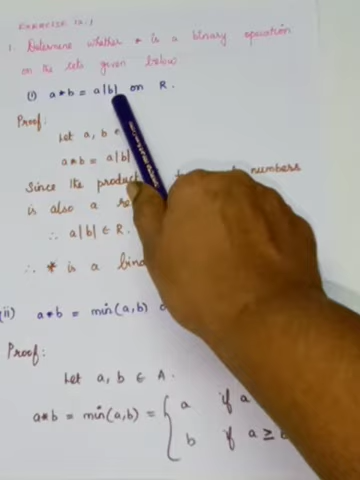 EXERCISE 12.1
1. Determine whether * is a binary operation
on the sets given below
(i) a * b = a|b| on R.
Proof:
Let a, b ∈
a * b = a|b|
Since the product numbers
is also a
∴ a|b| ∈ R.
∴ * is a
(ii) a * b = min(a,b)
Proof:
Let a, b ∈ A.
a * b = min(a,b) = { a if a
b if a ≥